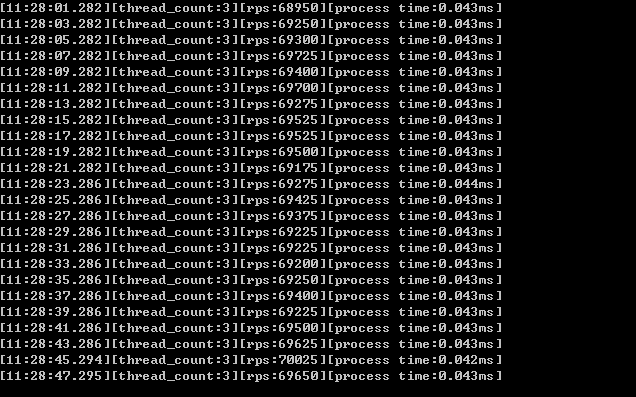 [11:28:01.282][thread_count:3][rps:68950][process time:0.043ms]
[11:28:03.282][thread_count:3][rps:69250][process time:0.043ms]
[11:28:05.282][thread_count:3][rps:69300][process time:0.043ms]
[11:28:07.282][thread_count:3][rps:69725][process time:0.043ms]
[11:28:09.282][thread_count:3][rps:69400][process time:0.043ms]
[11:28:11.282][thread_count:3][rps:69700][process time:0.043ms]
[11:28:13.282][thread_count:3][rps:69275][process time:0.043ms]
[11:28:15.282][thread_count:3][rps:69525][process time:0.043ms]
[11:28:17.282][thread_count:3][rps:69525][process time:0.043ms]
[11:28:19.282][thread_count:3][rps:69500][process time:0.043ms]
[11:28:21.282][thread_count:3][rps:69175][process time:0.043ms]
[11:28:23.286][thread_count:3][rps:69275][process time:0.044ms]
[11:28:25.286][thread_count:3][rps:69425][process time:0.043ms]
[11:28:27.286][thread_count:3][rps:69375][process time:0.043ms]
[11:28:29.286][thread_count:3][rps:69225][process time:0.043ms]
[11:28:31.286][thread_count:3][rps:69225][process time:0.043ms]
[11:28:33.286][thread_count:3][rps:69200][process time:0.043ms]
[11:28:35.286][thread_count:3][rps:69250][process time:0.043ms]
[11:28:37.286][thread_count:3][rps:69400][process time:0.043ms]
[11:28:39.286][thread_count:3][rps:69225][process time:0.043ms]
[11:28:41.286][thread_count:3][rps:69500][process time:0.043ms]
[11:28:43.286][thread_count:3][rps:69625][process time:0.043ms]
[11:28:45.294][thread_count:3][rps:70025][process time:0.042ms]
[11:28:47.295][thread_count:3][rps:69650][process time:0.043ms]